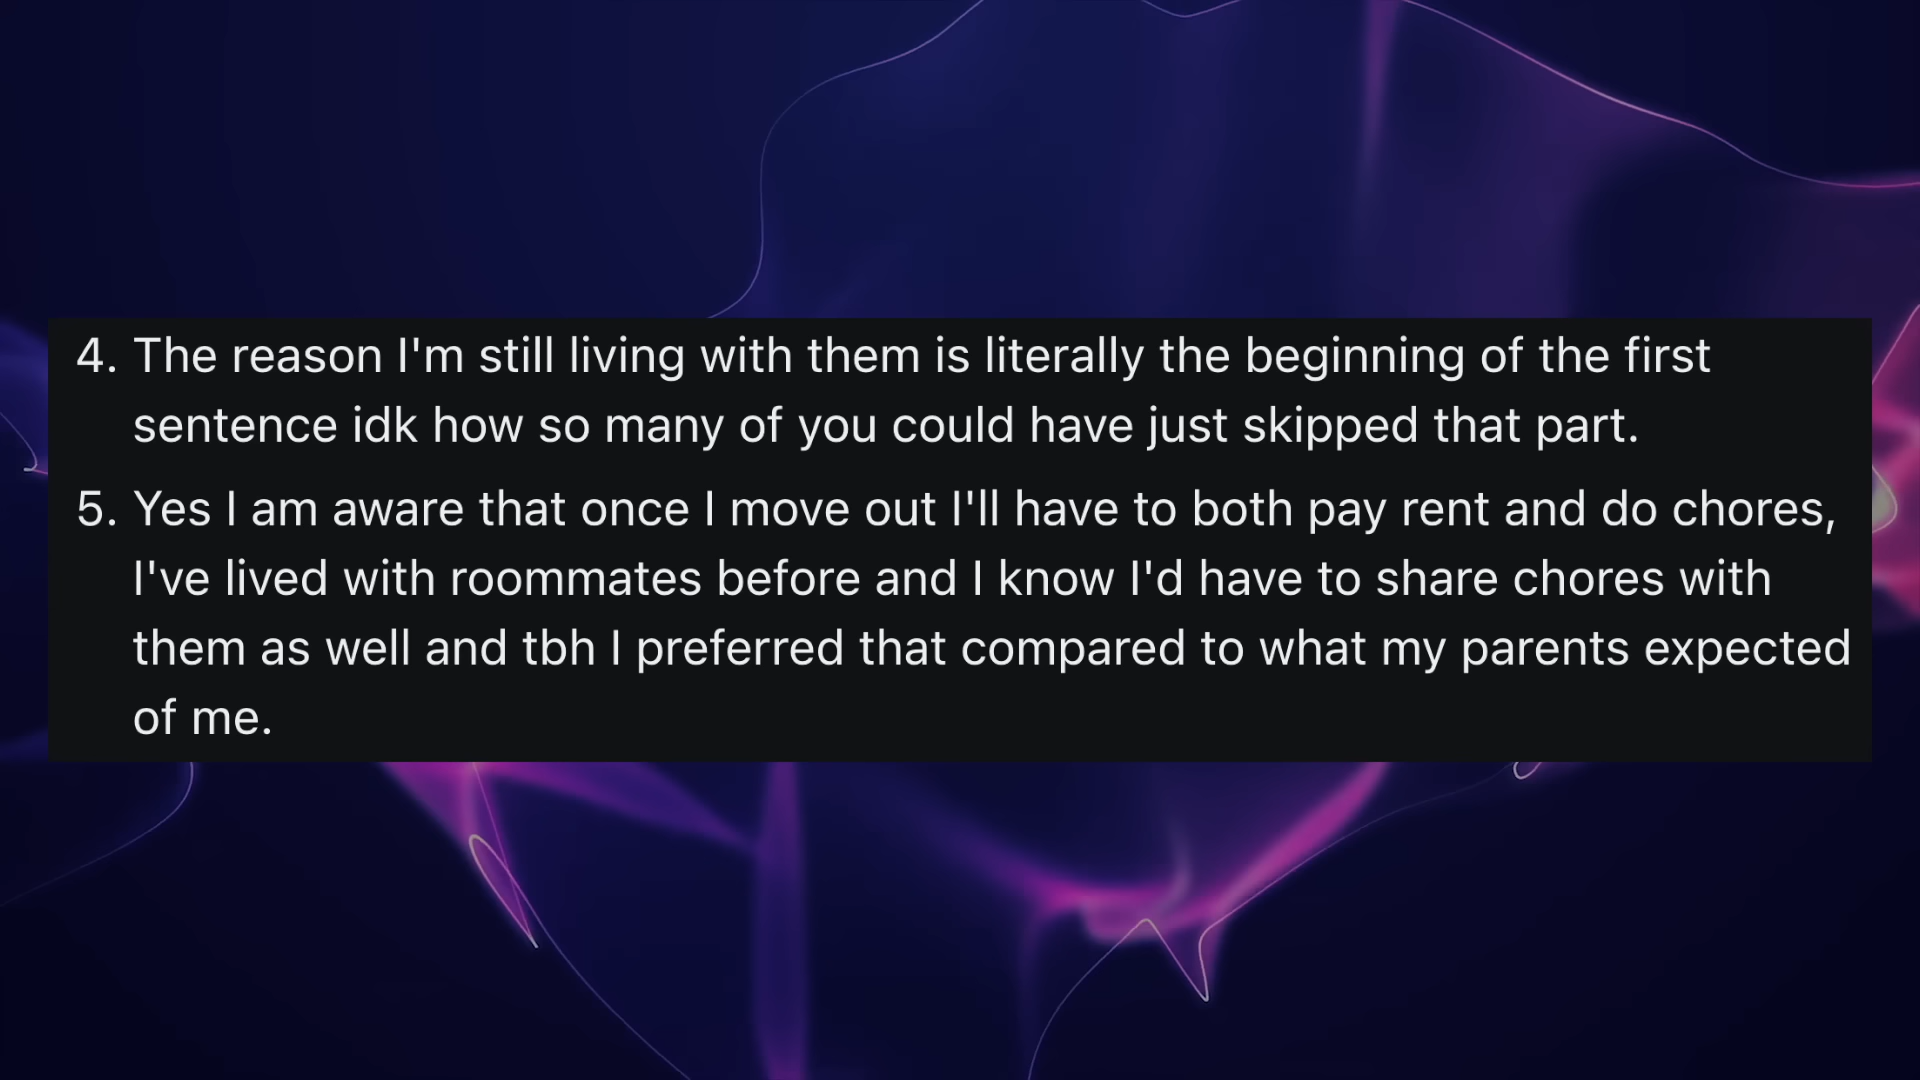 4. The reason I'm still living with them is literally the beginning of the first
sentence idk how so many of you could have just skipped that part.
5. Yes I am aware that once I move out I'll have to both pay rent and do chores,
I've lived with roommates before and I know I'd have to share chores with
them as well and tbh I preferred that compared to what my parents expected
of me.